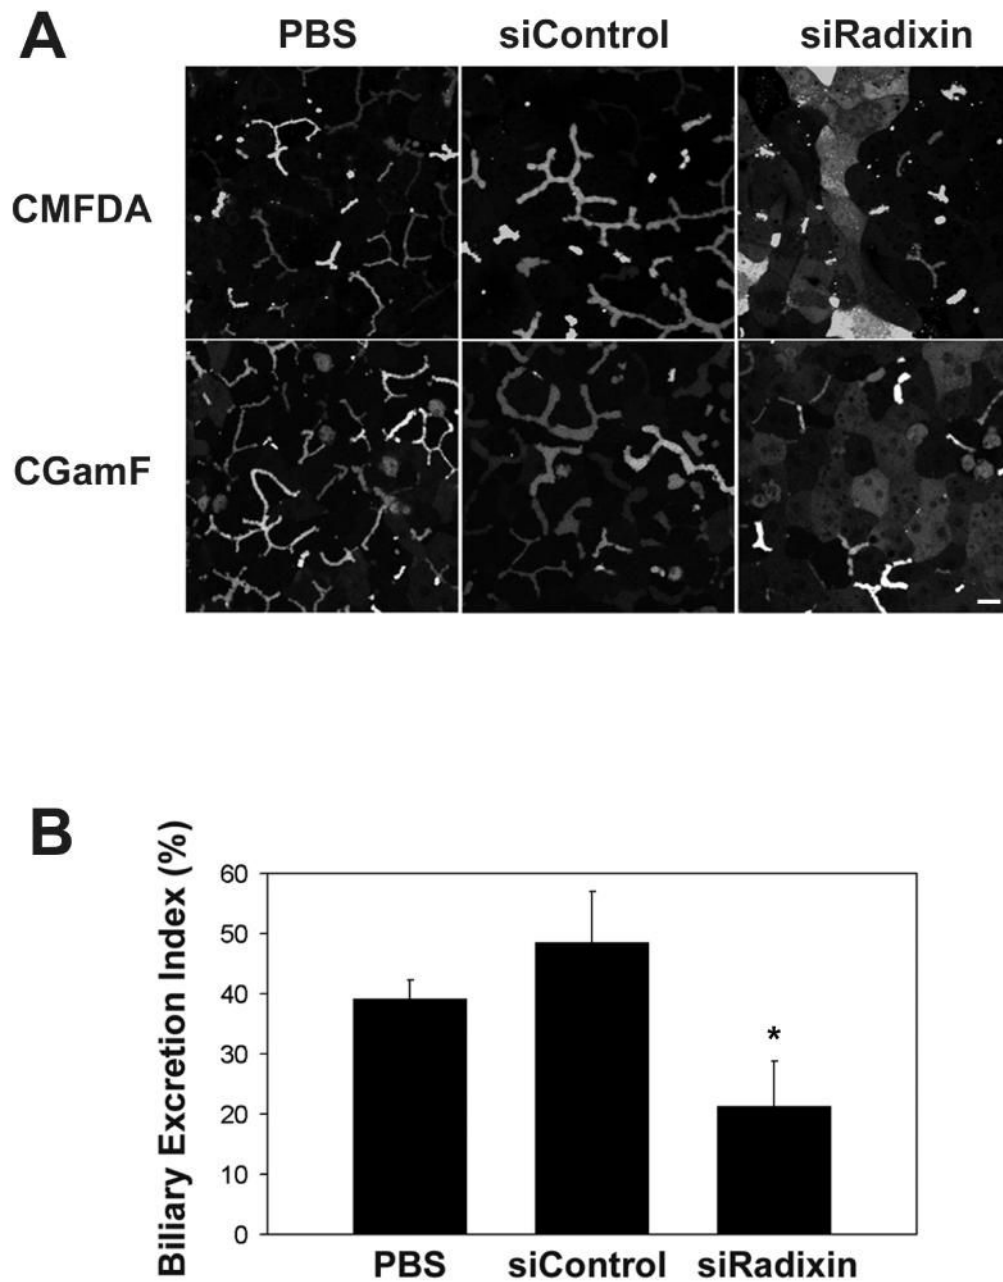 A
PBS siControl siRadixin
CMFDA
CGamF
B
Biliary Excretion Index (%)
60
50
40
30
20
10
0
*
PBS siControl siRadixin